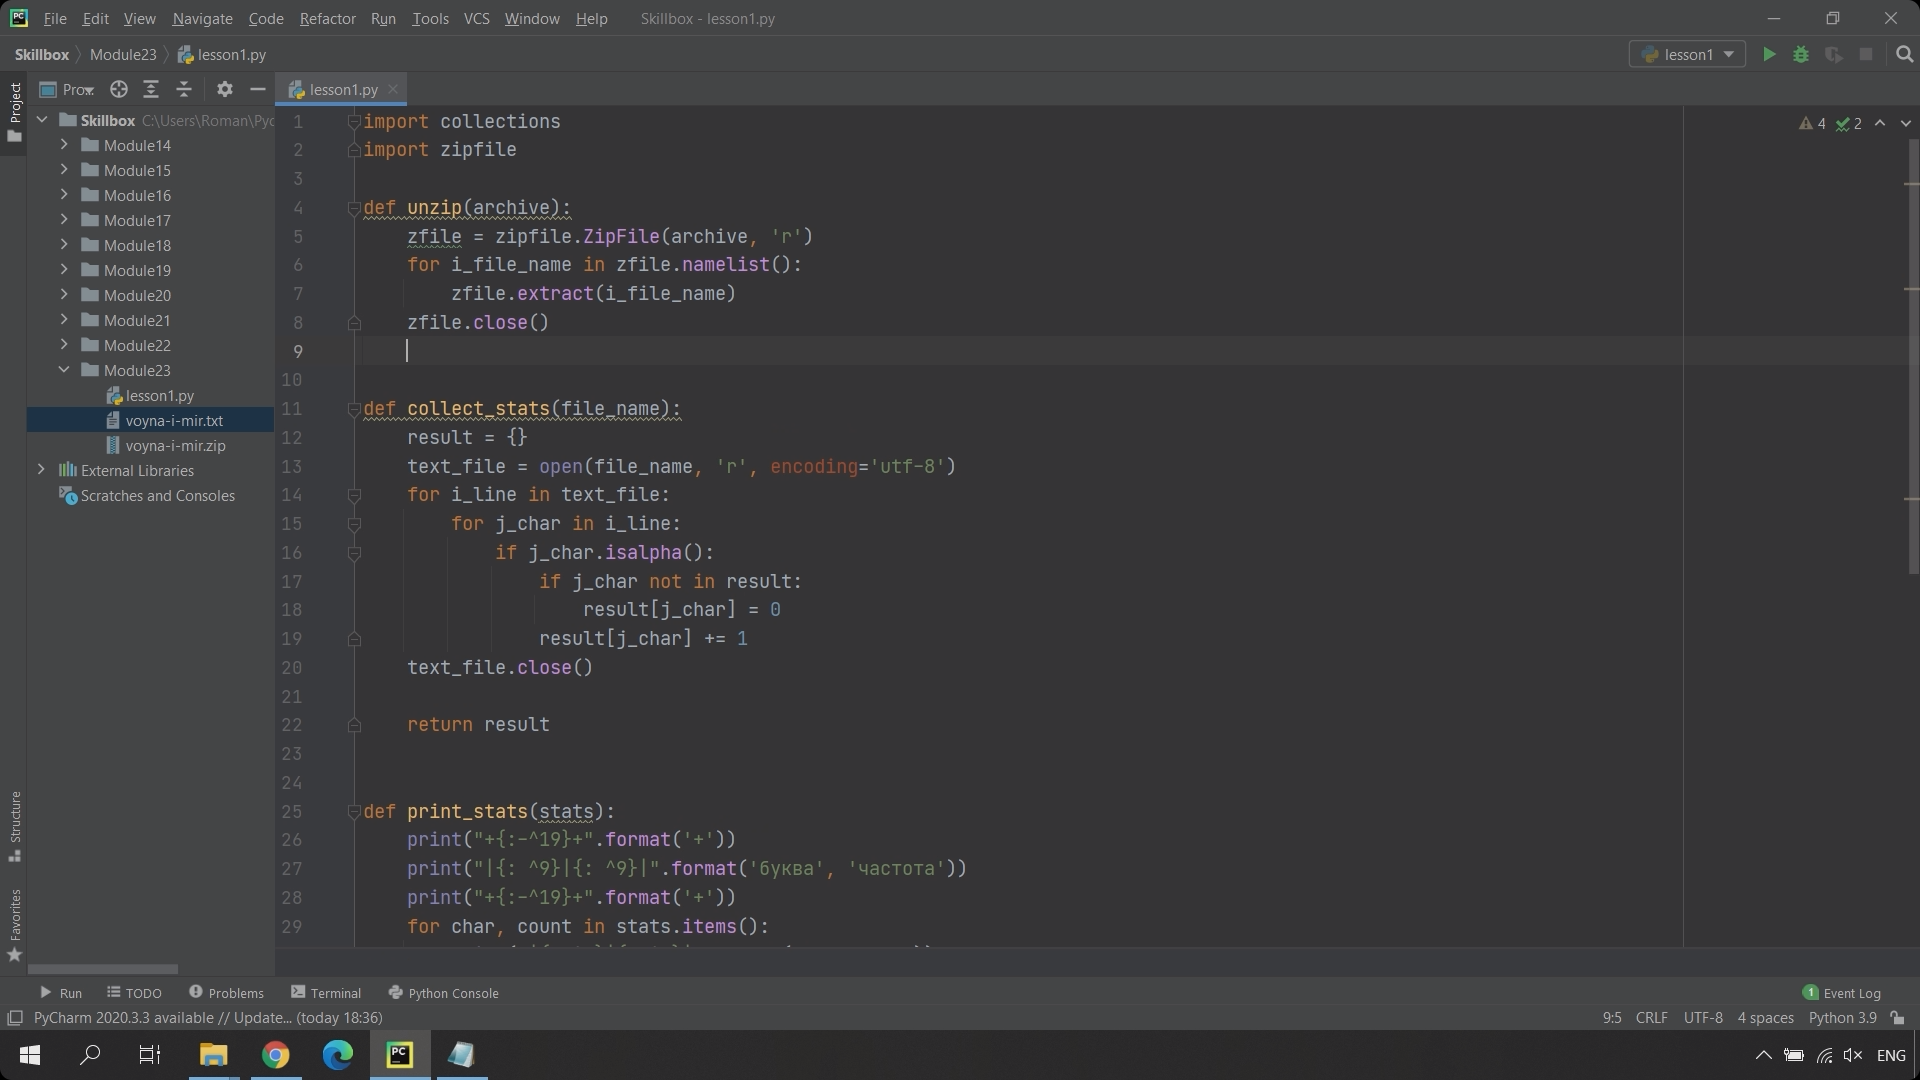 File Edit View Navigate Code Refactor Run Tools VCS Window Help Skillbox - lesson1.py
Skillbox Module23 lesson1.py lesson1
Project
Pro...
lesson1.py
Skillbox C:\Users\Roman\Pyc
Module14
Module15
Module16
Module17
Module18
Module19
Module20
Module21
Module22
Module23
lesson1.py
voyna-i-mir.txt
voyna-i-mir.zip
External Libraries
Scratches and Consoles
Structure
Favorites
4 2
1 import collections
2 import zipfile
3
4 def unzip(archive):
5 zfile = zipfile.ZipFile(archive, 'r')
6 for i_file_name in zfile.namelist():
7 zfile.extract(i_file_name)
8 zfile.close()
9
10
11 def collect_stats(file_name):
12 result = {}
13 text_file = open(file_name, 'r', encoding='utf-8')
14 for i_line in text_file:
15 for j_char in i_line:
16 if j_char.isalpha():
17 if j_char not in result:
18 result[j_char] = 0
19 result[j_char] += 1
20 text_file.close()
21
22 return result
23
24
25 def print_stats(stats):
26 print("+{:-^19}+".format('+'))
27 print("|{: ^9}|{: ^9}|".format('буква', 'частота'))
28 print("+{:-^19}+".format('+'))
29 for char, count in stats.items():
Run TODO Problems Terminal Python Console 1 Event Log
PyCharm 2020.3.3 available // Update... (today 18:36) 9:5 CRLF UTF-8 4 spaces Python 3.9
PC ENG